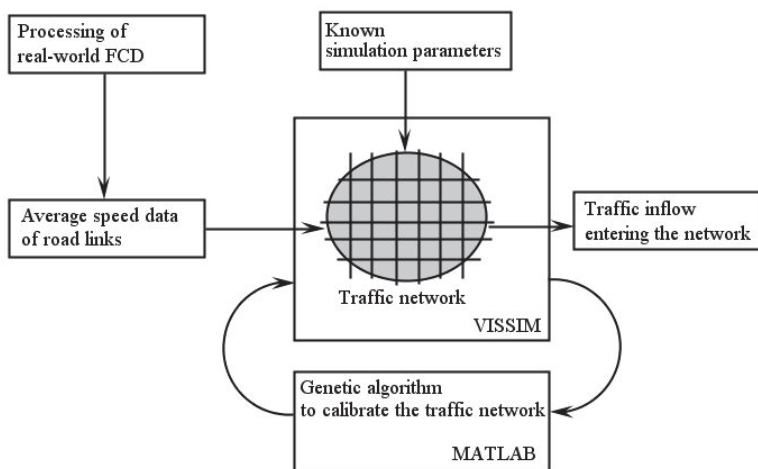 Processing of
real-world FCD
Known
simulation parameters
Average speed data
of road links
Traffic inflow
entering the network
Traffic network
VISSIM
Genetic algorithm
to calibrate the traffic network
MATLAB